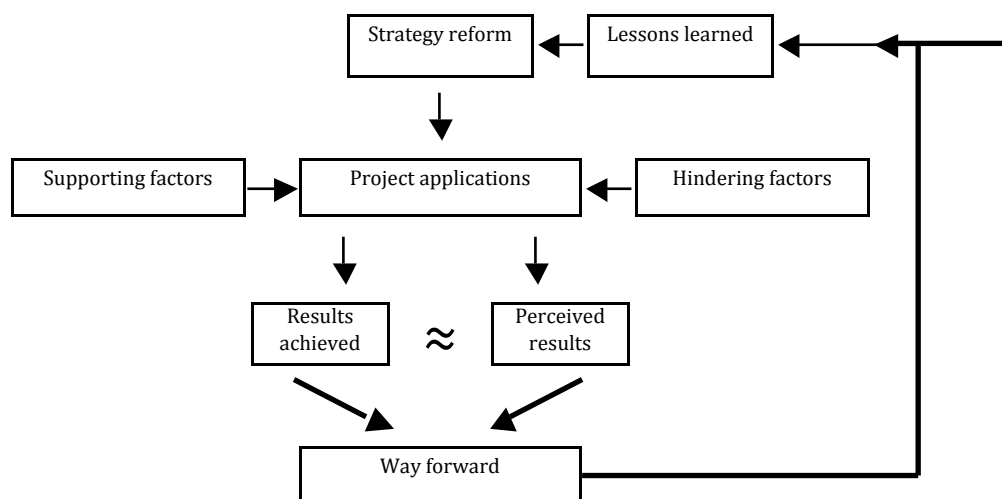 Strategy reform
Lessons learned
Supporting factors
Project applications
Hindering factors
Results
achieved
≈
Perceived
results
Way forward